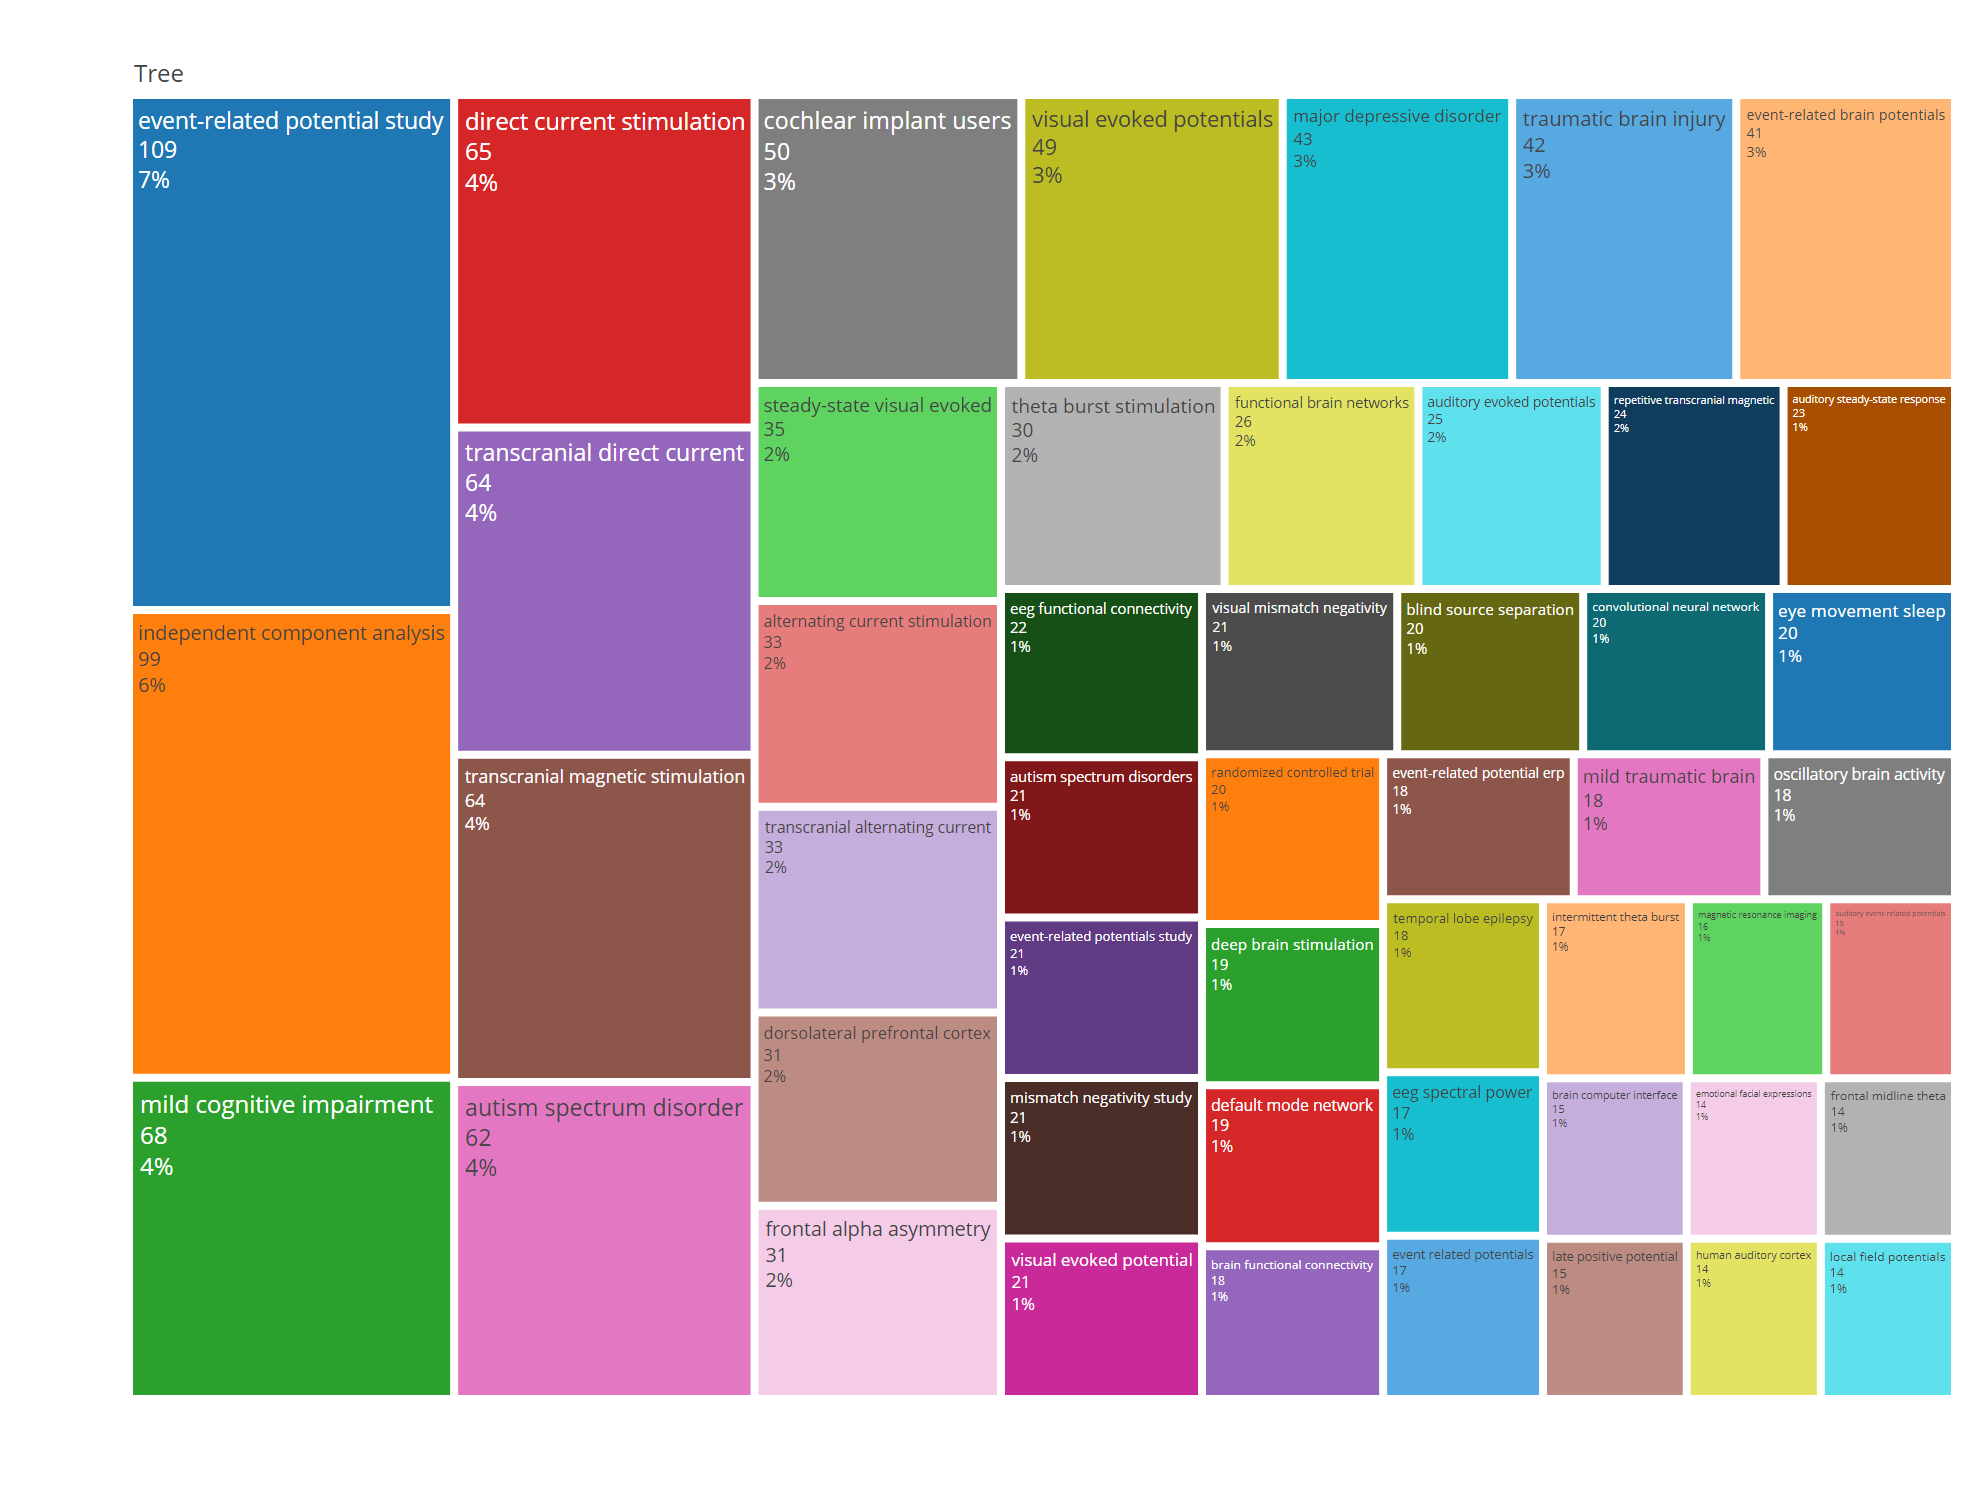 Tree
event-related potential study
109
7%
independent component analysis
99
6%
mild cognitive impairment
68
4%
direct current stimulation
65
4%
transcranial direct current
64
4%
transcranial magnetic stimulation
64
4%
autism spectrum disorder
62
4%
cochlear implant users
50
3%
visual evoked potentials
49
3%
major depressive disorder
43
3%
traumatic brain injury
42
3%
event-related brain potentials
41
3%
steady-state visual evoked
35
2%
alternating current stimulation
33
2%
transcranial alternating current
33
2%
dorsolateral prefrontal cortex
31
2%
frontal alpha asymmetry
31
2%
theta burst stimulation
30
2%
functional brain networks
26
2%
auditory evoked potentials
25
2%
repetitive transcranial magnetic
24
2%
auditory steady-state response
23
1%
eeg functional connectivity
22
1%
autism spectrum disorders
21
1%
event-related potentials study
21
1%
mismatch negativity study
21
1%
visual evoked potential
21
1%
visual mismatch negativity
21
1%
blind source separation
20
1%
convolutional neural network
20
1%
eye movement sleep
20
1%
randomized controlled trial
20
1%
deep brain stimulation
19
1%
default mode network
19
1%
brain functional connectivity
18
1%
event-related potential erp
18
1%
mild traumatic brain
18
1%
oscillatory brain activity
18
1%
temporal lobe epilepsy
18
1%
eeg spectral power
17
1%
event related potentials
17
1%
intermittent theta burst
17
1%
magnetic resonance imaging
16
1%
auditory event-related potentials
15
1%
brain computer interface
15
1%
late positive potential
15
1%
emotional facial expressions
14
1%
frontal midline theta
14
1%
human auditory cortex
14
1%
local field potentials
14
1%